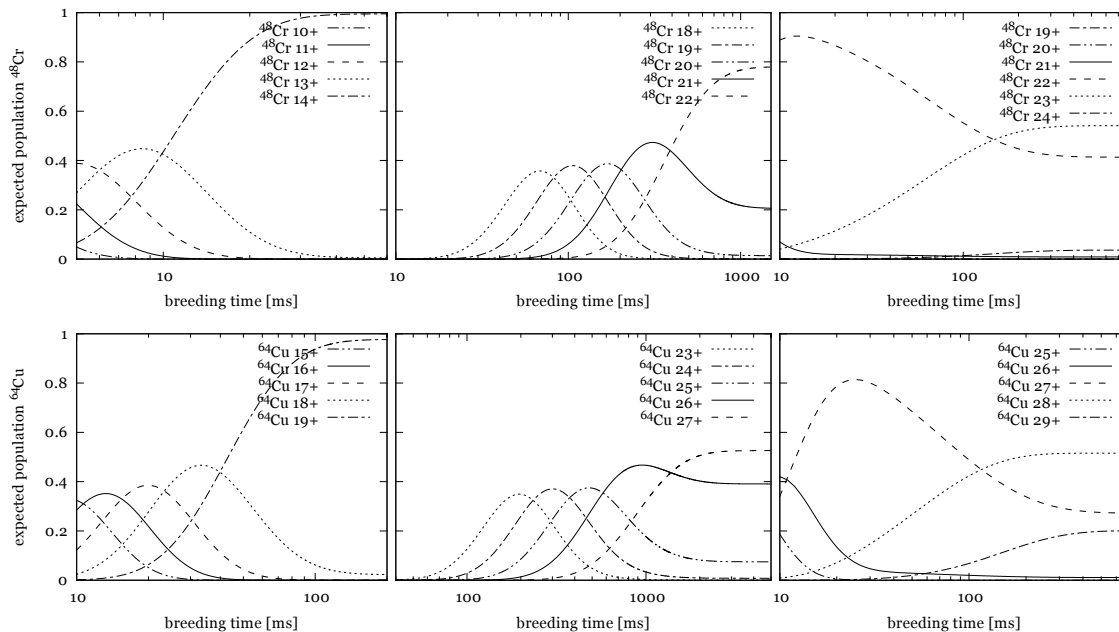 expected population ⁴⁸Cr
1
0.8
0.6
0.4
0.2
0
10
breeding time [ms]
⁴⁸Cr 10+
⁴⁸Cr 11+
⁴⁸Cr 12+
⁴⁸Cr 13+
⁴⁸Cr 14+
10
100
1000
breeding time [ms]
⁴⁸Cr 18+
⁴⁸Cr 19+
⁴⁸Cr 20+
⁴⁸Cr 21+
⁴⁸Cr 22+
10
100
breeding time [ms]
⁴⁸Cr 19+
⁴⁸Cr 20+
⁴⁸Cr 21+
⁴⁸Cr 22+
⁴⁸Cr 23+
⁴⁸Cr 24+
expected population ⁶⁴Cu
1
0.8
0.6
0.4
0.2
0
10
100
breeding time [ms]
⁶⁴Cu 15+
⁶⁴Cu 16+
⁶⁴Cu 17+
⁶⁴Cu 18+
⁶⁴Cu 19+
100
1000
breeding time [ms]
⁶⁴Cu 23+
⁶⁴Cu 24+
⁶⁴Cu 25+
⁶⁴Cu 26+
⁶⁴Cu 27+
10
100
breeding time [ms]
⁶⁴Cu 25+
⁶⁴Cu 26+
⁶⁴Cu 27+
⁶⁴Cu 28+
⁶⁴Cu 29+